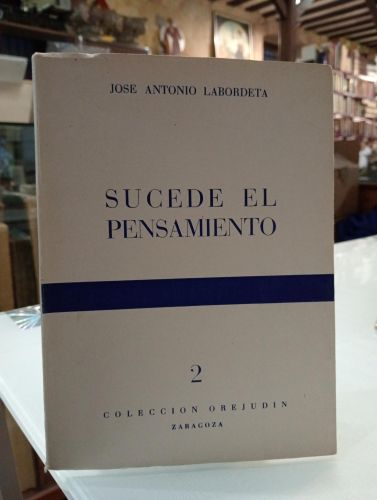 JOSE ANTONIO LABORDETA
SUCEDE EL
PENSAMIENTO
2
COLECCION OREJUDIN
ZARAGOZA